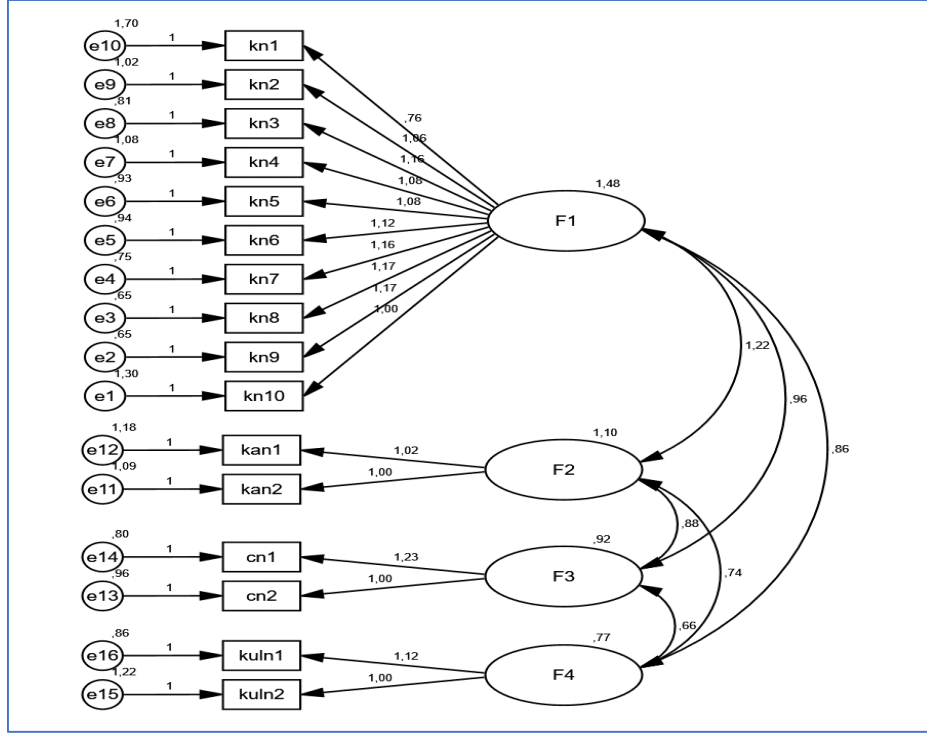 1,70
e10 1 kn1
1,02
e9 1 kn2
,81
e8 1 kn3
1,08
e7 1 kn4
,93
e6 1 kn5
,94
e5 1 kn6
,75
e4 1 kn7
,65
e3 1 kn8
,65
e2 1 kn9
1,30
e1 1 kn10
,76
1,06
1,16
1,08
1,08
1,12
1,16
1,17
1,17
1,00
1,48
F1
1,22
,96
,86
1,18
e12 1 kan1
1,09
e11 1 kan2
1,02
1,00
1,10
F2
,88
,74
,80
e14 1 cn1
,96
e13 1 cn2
1,23
1,00
,92
F3
,66
,86
e16 1 kuln1
1,22
e15 1 kuln2
1,12
1,00
,77
F4